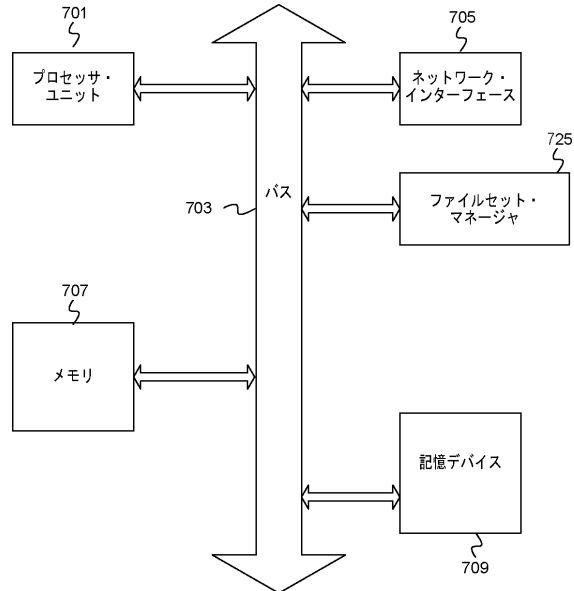 701
プロセッサ・
ユニット
705
ネットワーク・
インターフェース
725
ファイルセット・
マネージャ
バス
703
707
メモリ
記憶デバイス
709